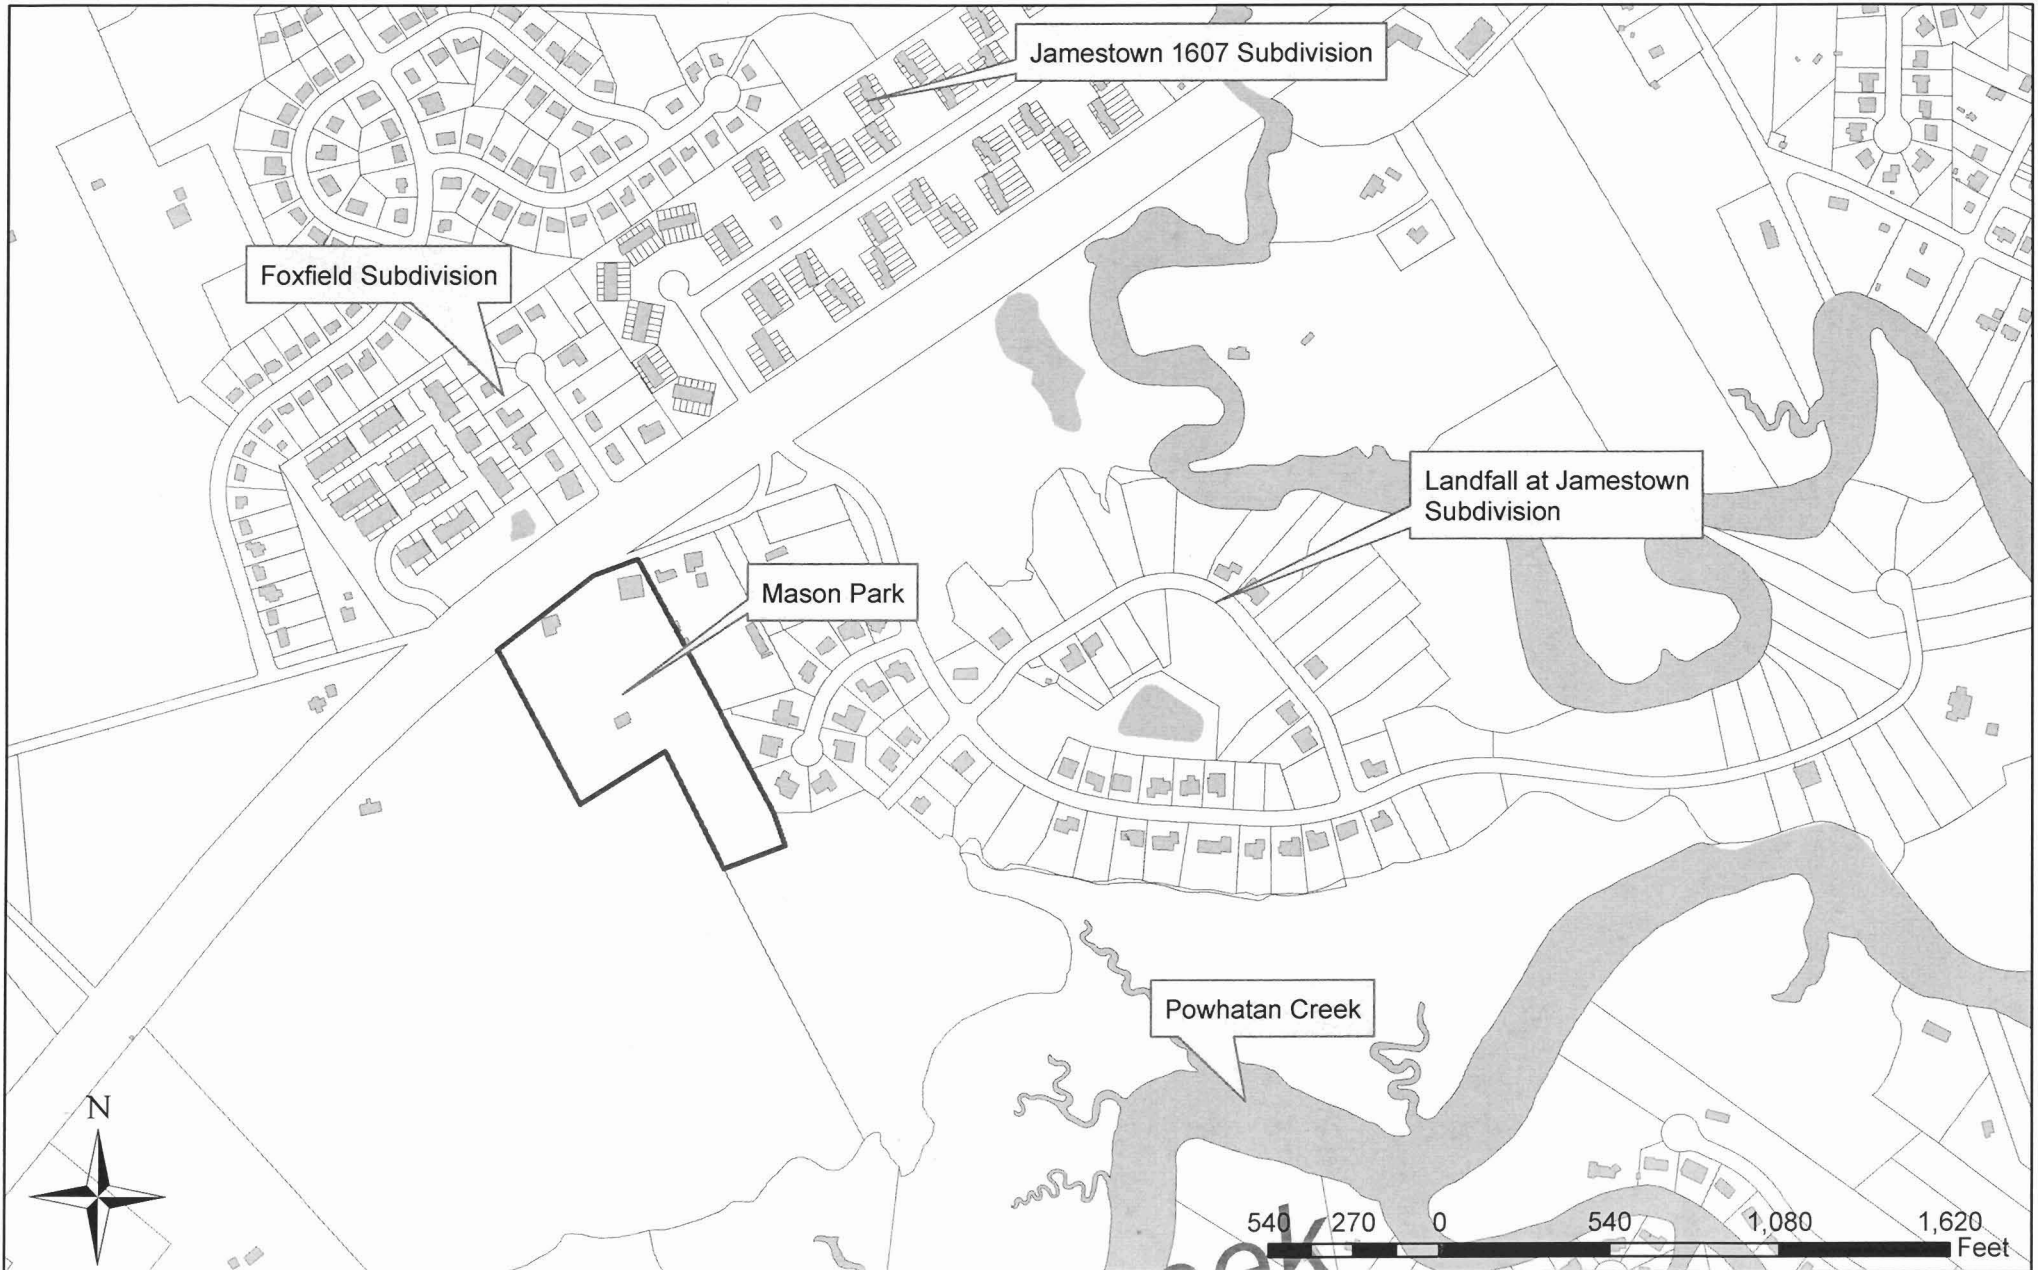 Jamestown 1607 Subdivision
Foxfield Subdivision
Landfall at Jamestown
Subdivision
Mason Park
Powhatan Creek
N
540 270 0 540 1,080 1,620
Feet
eek